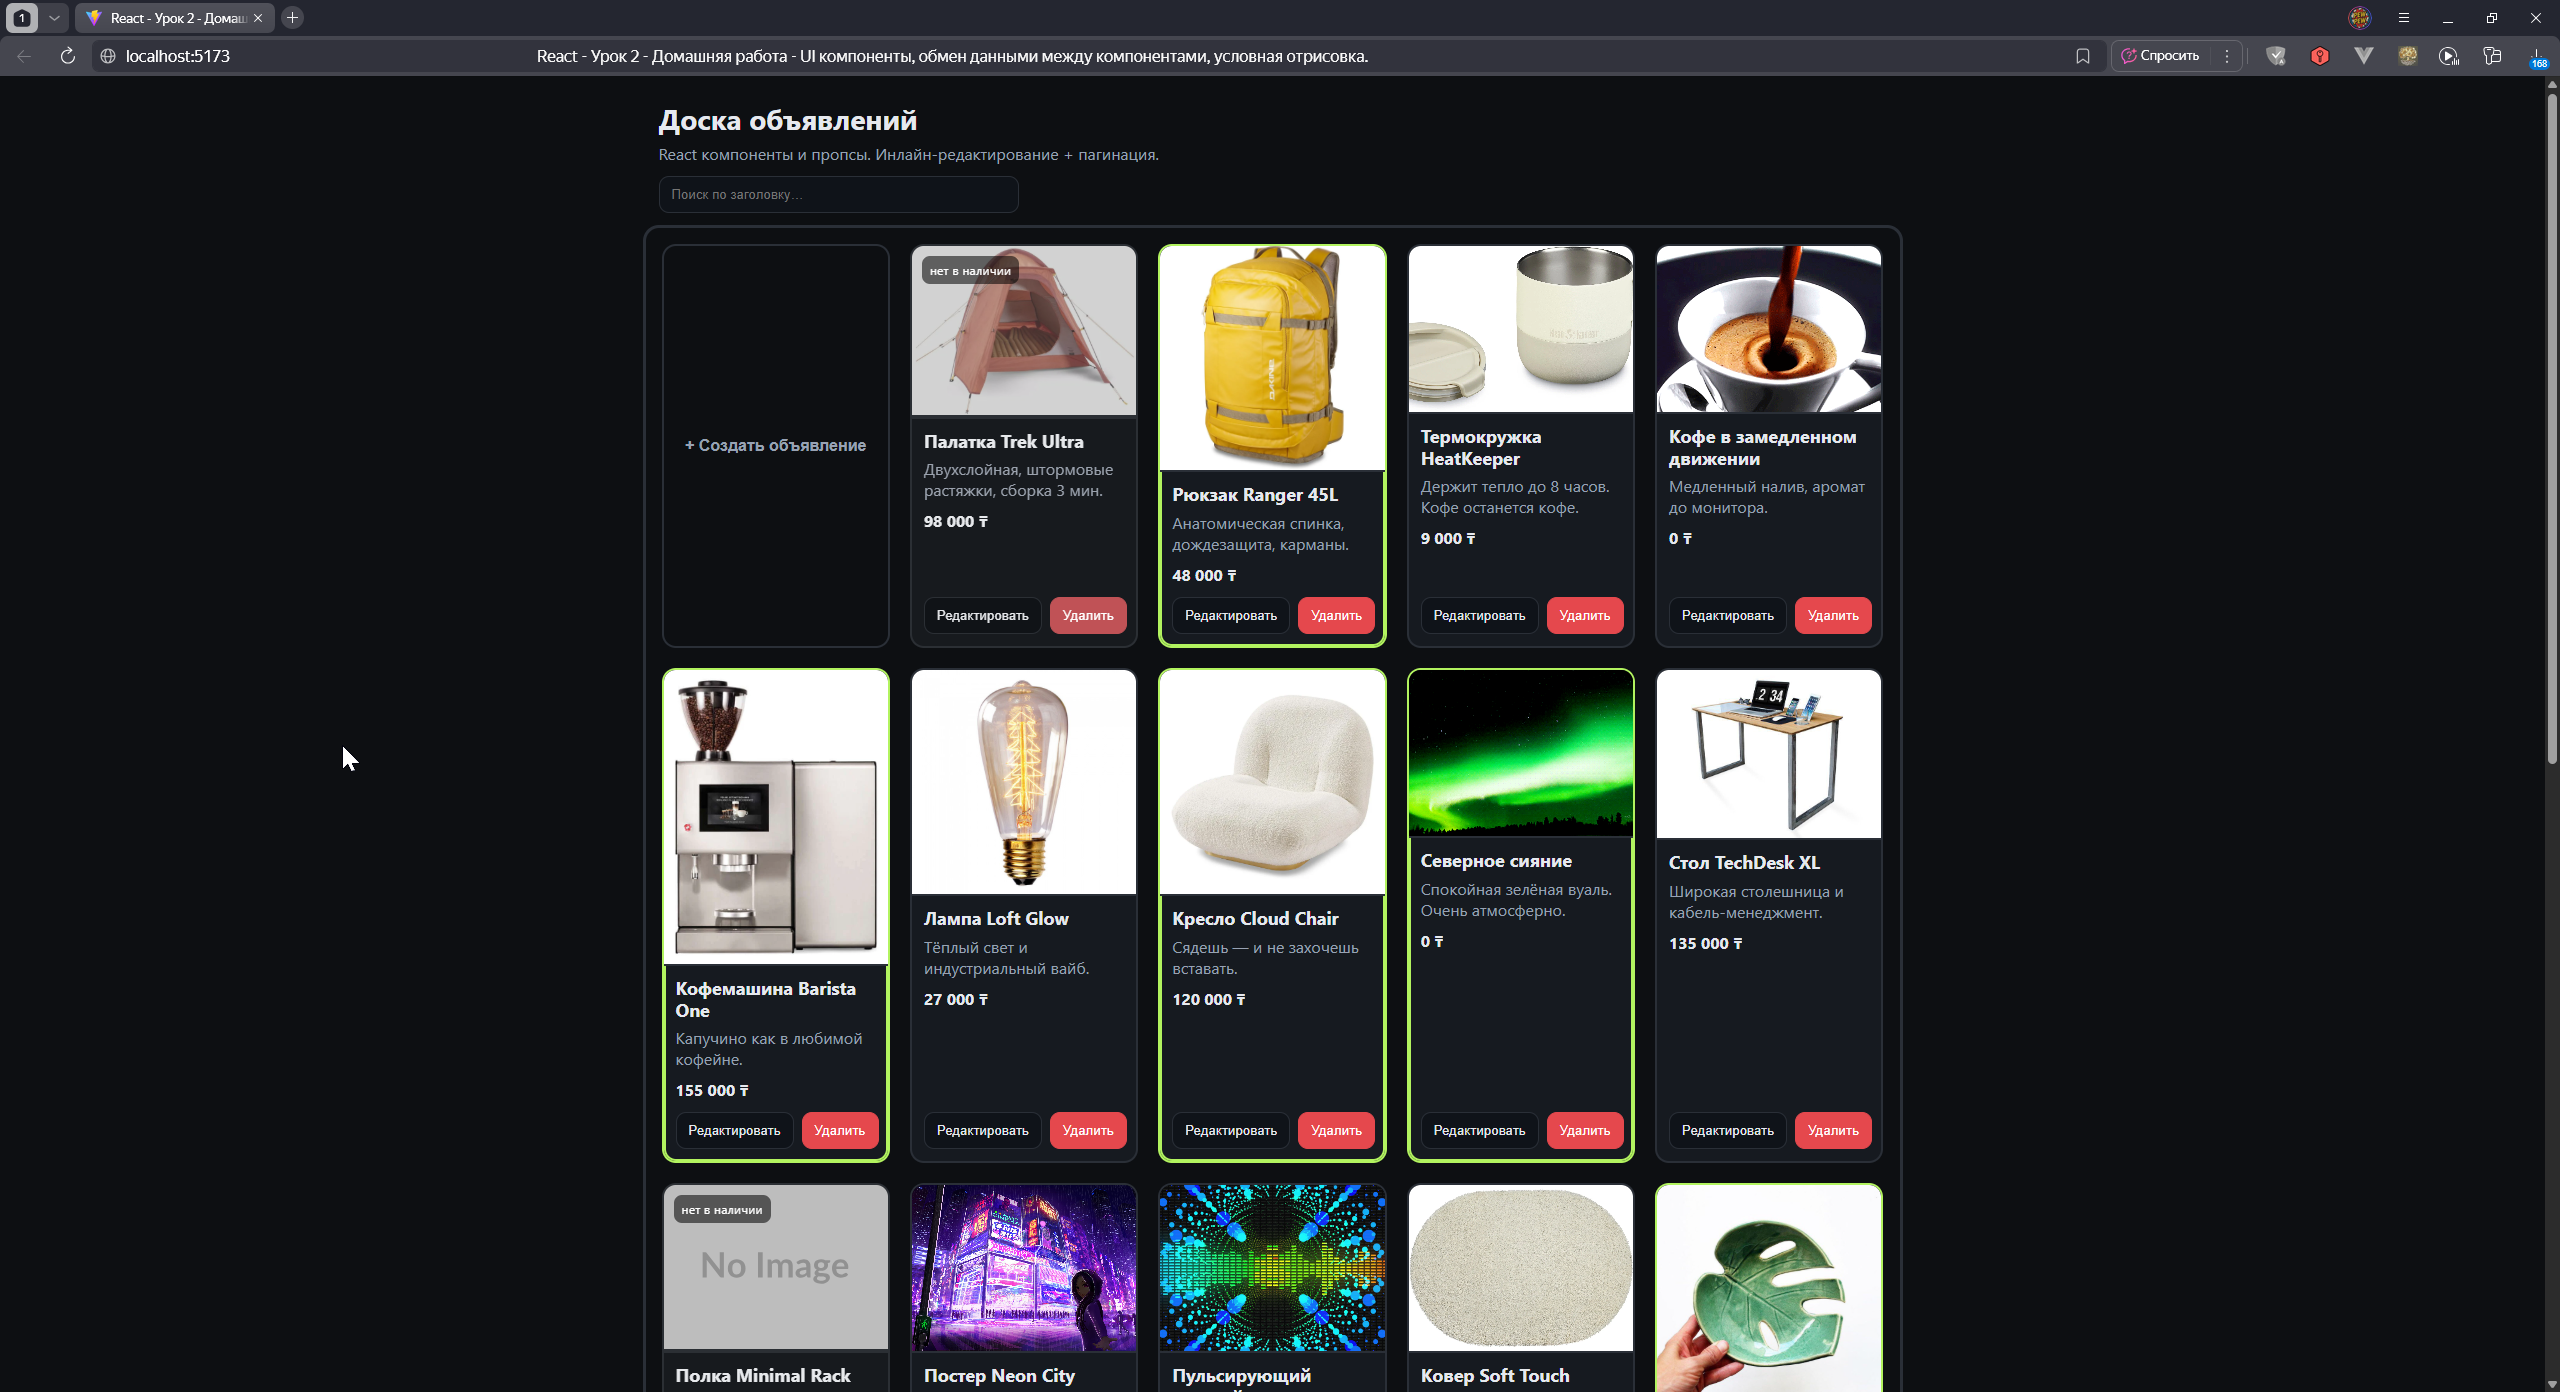 1
React - Урок 2 - Домаш
localhost:5173
React - Урок 2 - Домашняя работа - UI компоненты, обмен данными между компонентами, условная отрисовка.
Спросить
168
Доска объявлений
React компоненты и пропсы. Инлайн-редактирование + пагинация.
Поиск по заголовку...
+ Создать объявление
нет в наличии
Палатка Trek Ultra
Двухслойная, штормовые
растяжки, сборка 3 мин.
98 000 ₸
Редактировать
Удалить
DAKINE
Рюкзак Ranger 45L
Анатомическая спинка,
дождезащита, карманы.
48 000 ₸
Редактировать
Удалить
Термокружка
HeatKeeper
Держит тепло до 8 часов.
Кофе останется кофе.
9 000 ₸
Редактировать
Удалить
Кофе в замедленном
движении
Медленный налив, аромат
до монитора.
0 ₸
Редактировать
Удалить
Кофемашина Barista
One
Капучино как в любимой
кофейне.
155 000 ₸
Редактировать
Удалить
Лампа Loft Glow
Тёплый свет и
индустриальный вайб.
27 000 ₸
Редактировать
Удалить
Кресло Cloud Chair
Сядешь — и не захочешь
вставать.
120 000 ₸
Редактировать
Удалить
Северное сияние
Спокойная зелёная вуаль.
Очень атмосферно.
0 ₸
Редактировать
Удалить
2 34
Стол TechDesk XL
Широкая столешница и
кабель-менеджмент.
135 000 ₸
Редактировать
Удалить
нет в наличии
No Image
Полка Minimal Rack
Постер Neon City
Пульсирующий
Ковер Soft Touch